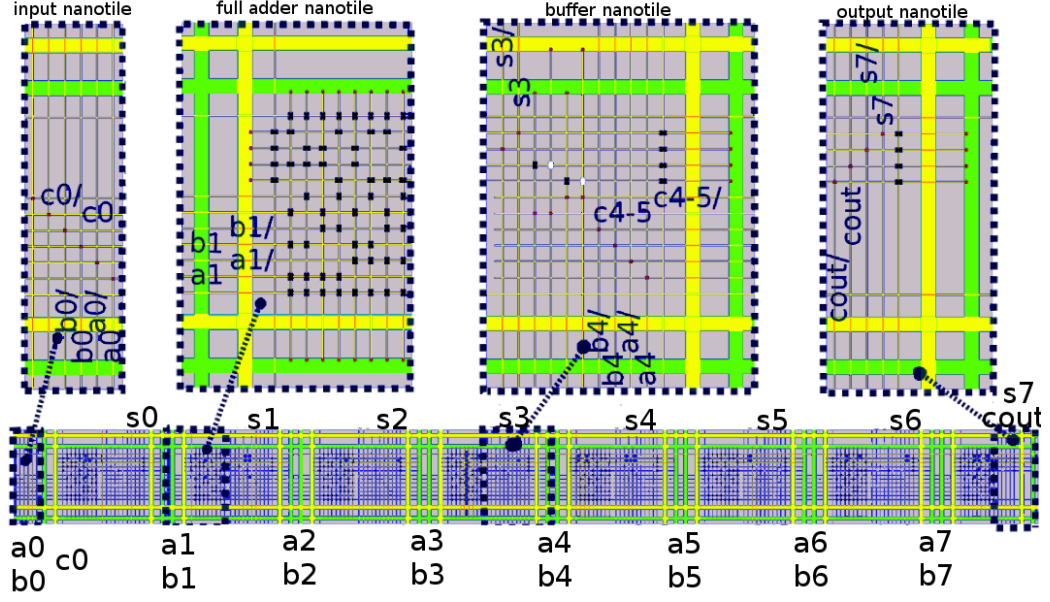 input nanotile
full adder nanotile
buffer nanotile
output nanotile
c0/
c0
b0/
b0
a0/
a0
b1/
b1
a1/
a1
s3/
s3
c4-5/
c4-5
b4/
b4
a4/
a4
s7/
s7
cout
cout/
s0
s1
s2
s3
s4
s5
s6
s7
cout
a0
b0
c0
a1
b1
a2
b2
a3
b3
a4
b4
a5
b5
a6
b6
a7
b7